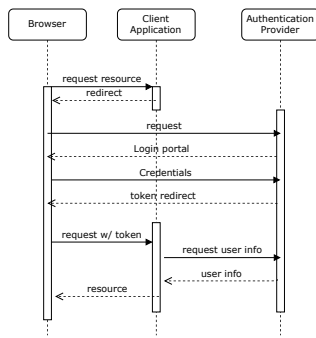 Browser
Client
Application
Authentication
Provider
request resource
redirect
request
Login portal
Credentials
token redirect
request w/ token
request user info
user info
resource